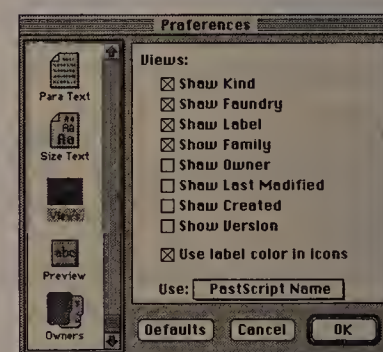 Preferences
Para Text
Size Text
Views
Preview
Owners
Views:
Show Kind
Show Foundry
Show Label
Show Family
Show Owner
Show Last Modified
Show Created
Show Version
Use label color in icons
Use: PostScript Name
Defaults Cancel OK